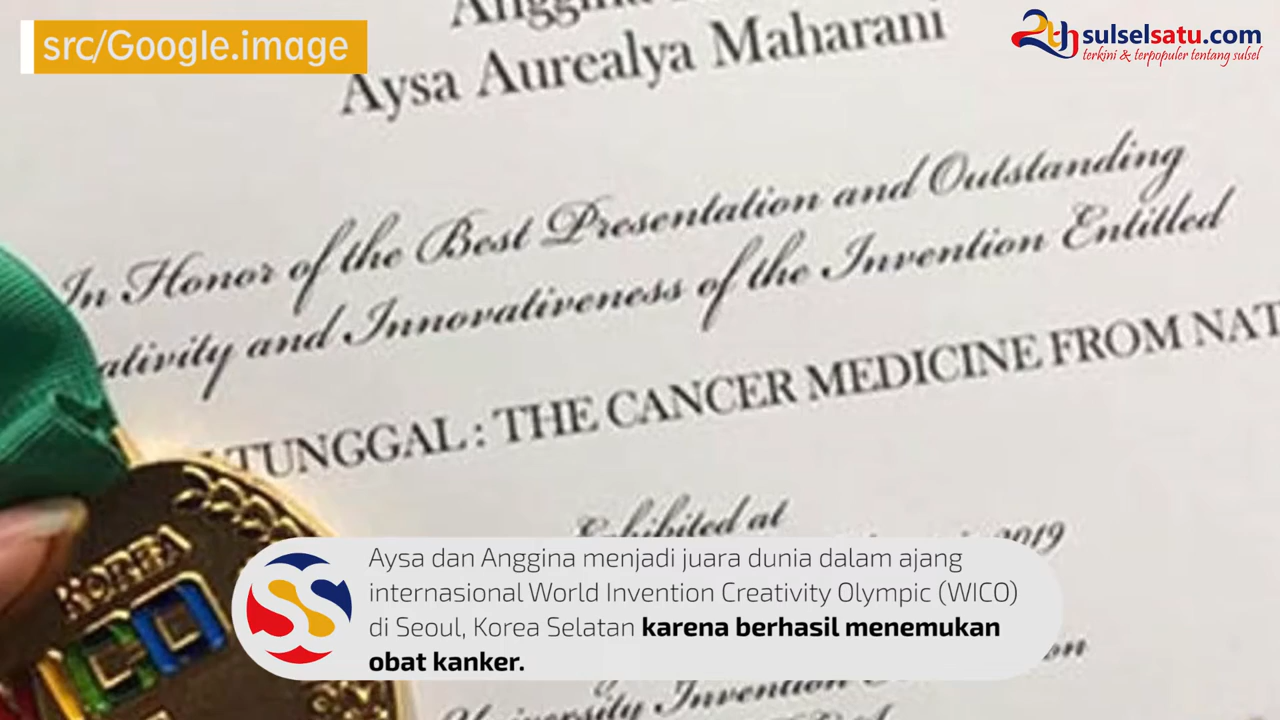 src/Google.image
sulselsatu.com
terkini & terpopuler tentang sulsel
Anggina
Aysa Aurealya Maharani
In Honor of the Best Presentation and Outstanding
ativity and Innovativeness of the Invention Entitled
TUNGGAL : THE CANCER MEDICINE FROM NAT
Exhibited at
2019
KOREA
Aysa dan Anggina menjadi juara dunia dalam ajang
internasional World Invention Creativity Olympic (WICO)
di Seoul, Korea Selatan karena berhasil menemukan
obat kanker.
University Invention